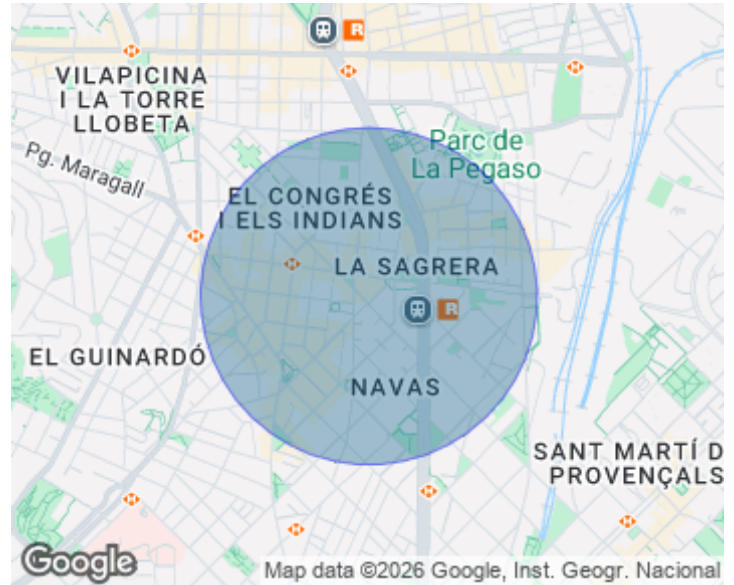 R
VILAPICINA
I LA TORRE
LLOBETA
Parc de
La Pegaso
Pg. Maragall
EL CONGRÉS
I ELS INDIANS
LA SAGRERA
R
EL GUINARDÓ
NAVAS
SANT MARTÍ D
PROVENÇALS
Google
Map data ©2026 Google, Inst. Geogr. Nacional